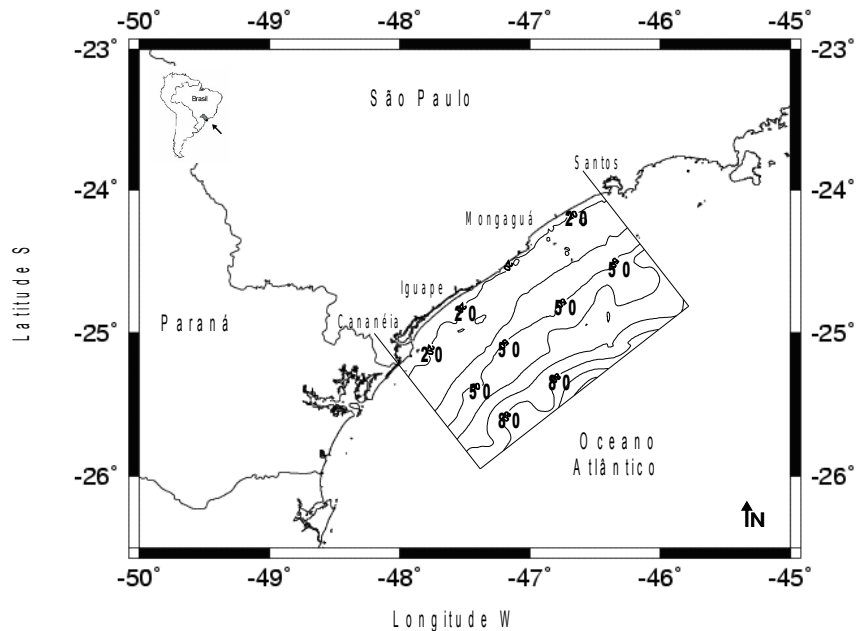 -50° -49° -48° -47° -46° -45°
-23° -23°
Brasil
São Paulo
Santos
-24° -24°
Mongaguá
20
50
Iguape
20
50
Cananéia
Paraná
-25° -25°
20
50
50
80
80
Oceano
Atlântico
-26° -26°
N
-50° -49° -48° -47° -46° -45°
Longitude W
Latitude S